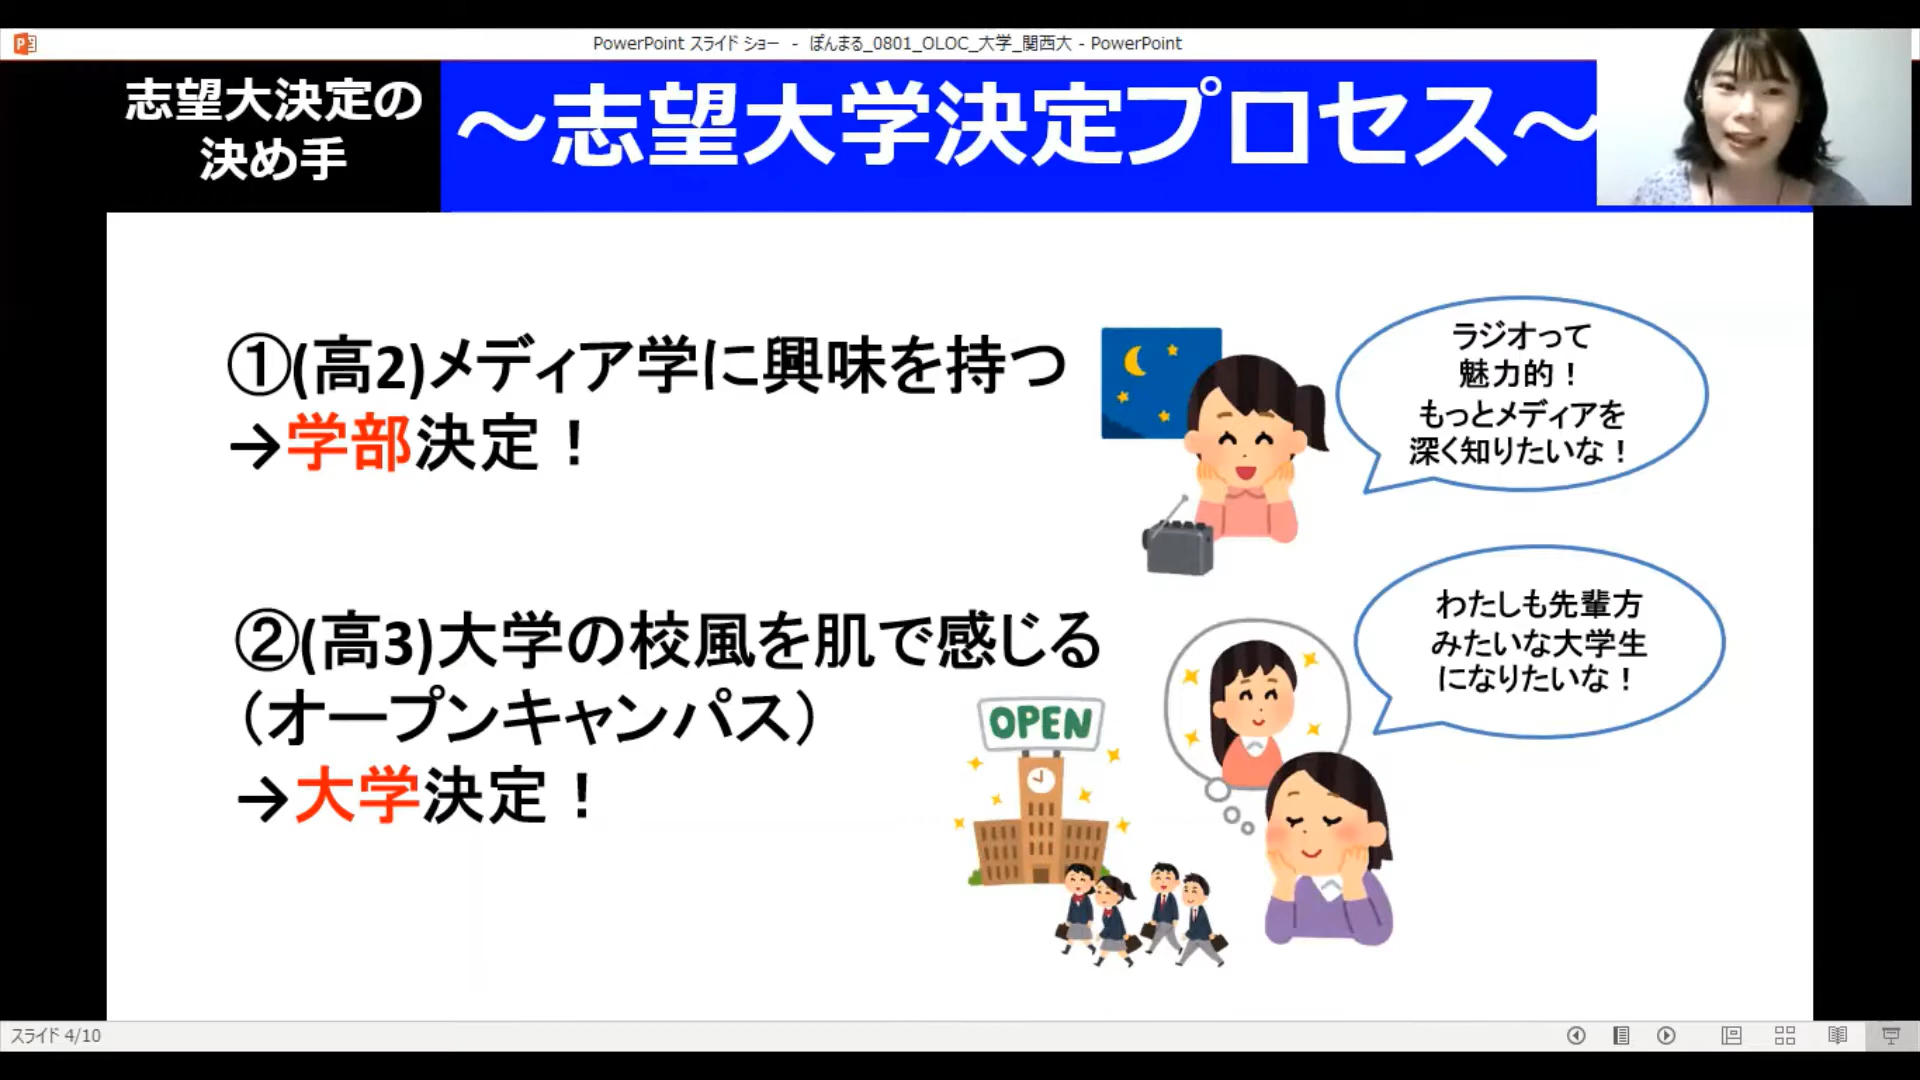 PowerPoint スライド ショー - ぽんまる_0801_OLOC_大学_関西大 - PowerPoint
志望大決定の
決め手
～志望大学決定プロセス～
①(高2)メディア学に興味を持つ
→学部決定！
ラジオって
魅力的！
もっとメディアを
深く知りたいな！
②(高3)大学の校風を肌で感じる
（オープンキャンパス）
→大学決定！
わたしも先輩方
みたいな大学生
になりたいな！
OPEN
スライド 4/10